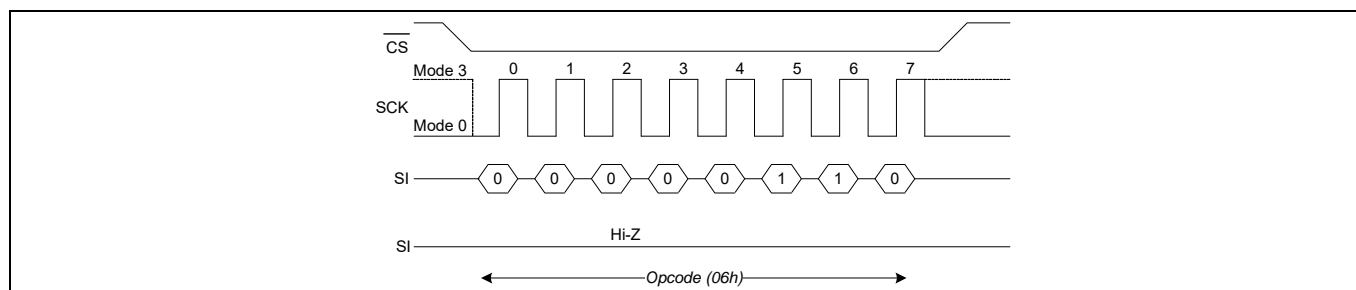 CS
Mode 3 0 1 2 3 4 5 6 7
SCK
Mode 0
SI 0 0 0 0 0 1 1 0
Hi-Z
SI
Opcode (06h)